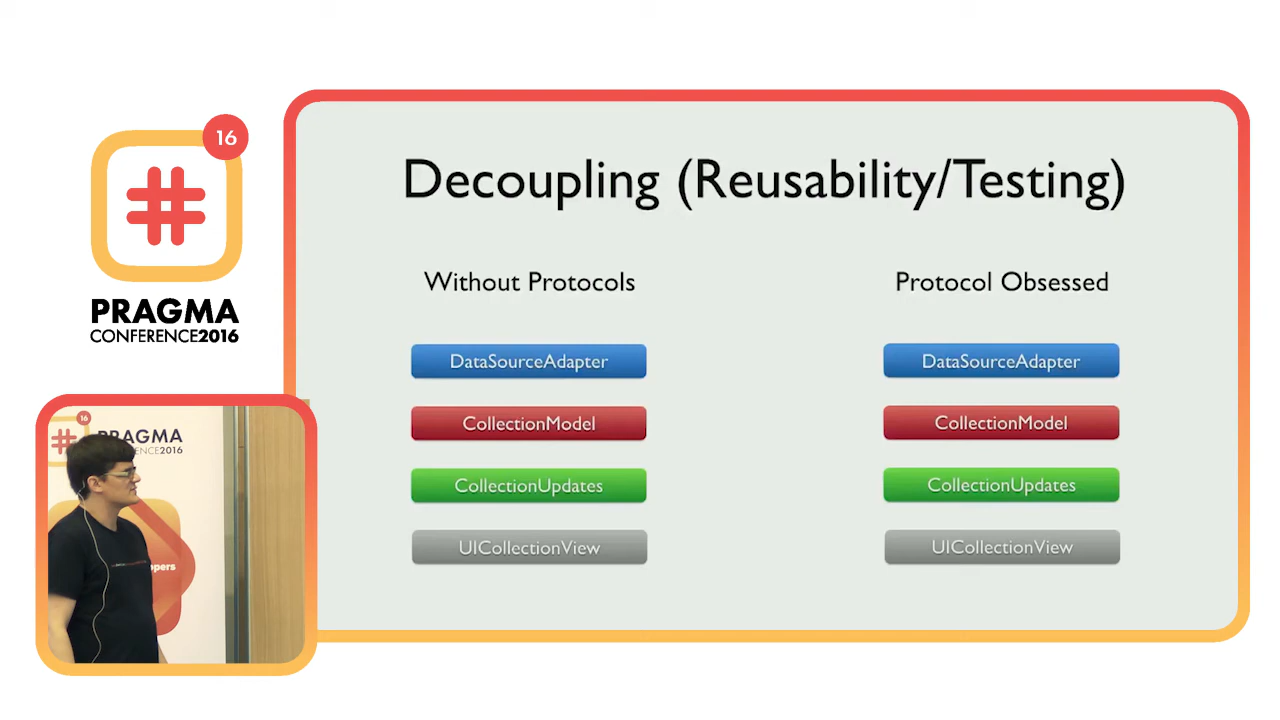 16
PRAGMA
CONFERENCE2016
Decoupling (Reusability/Testing)
Without Protocols
Protocol Obsessed
DataSourceAdapter
DataSourceAdapter
CollectionModel
CollectionModel
CollectionUpdates
CollectionUpdates
UICollectionView
UICollectionView
16
PRAGMA